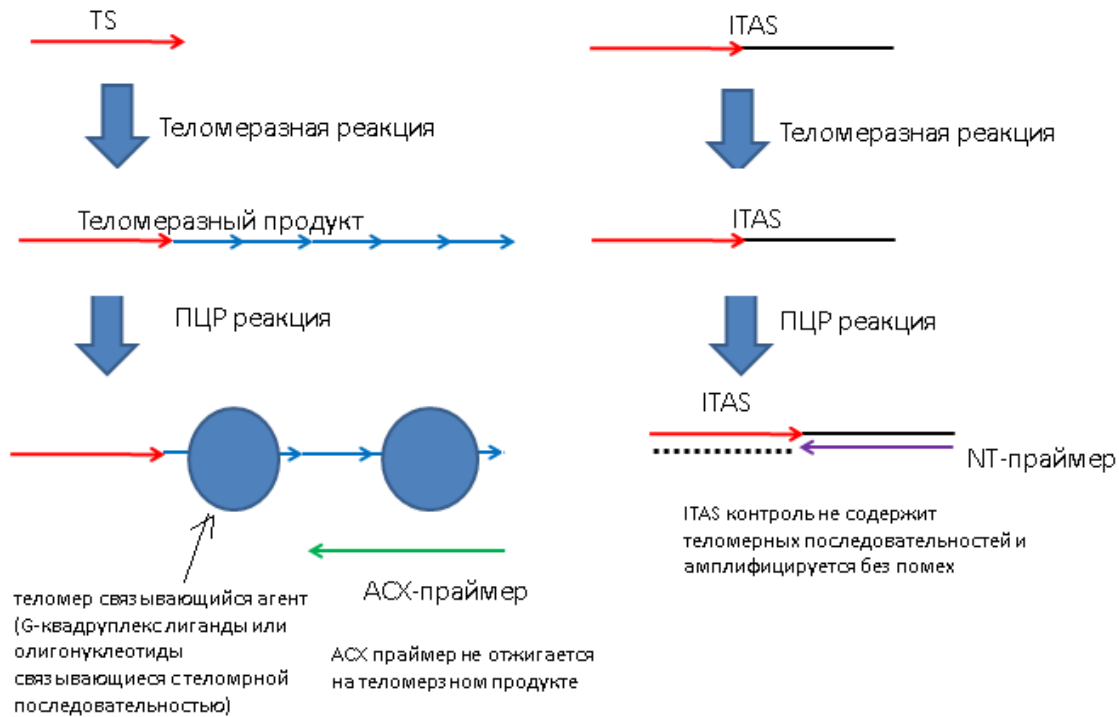 TS
ITAS
Теломеразная реакция
Теломеразная реакция
Теломеразный продукт
ITAS
ПЦР реакция
ПЦР реакция
ITAS
NT-праймер
ITAS контроль не содержит
теломерных последовательностей и
амплифицируется без помех
АСХ-праймер
теломер связывающийся агент
(G-квадруплекс лиганды или
олигонуклеотиды
связывающиеся с теломрной
последовательностью)
АСХ праймер не отжигается
на теломерзном продукте